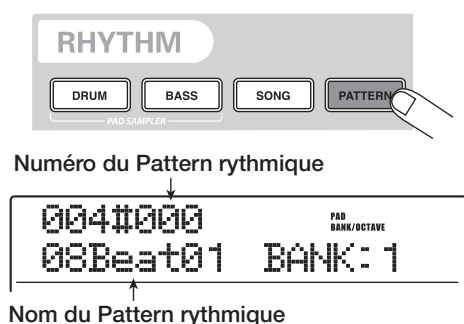 RHYTHM
DRUM BASS SONG PATTERN
PAD SAMPLER
Numéro du Pattern rythmique
004#000 PAD
BANK/OCTAVE
08Beat01 BANK:1
Nom du Pattern rythmique